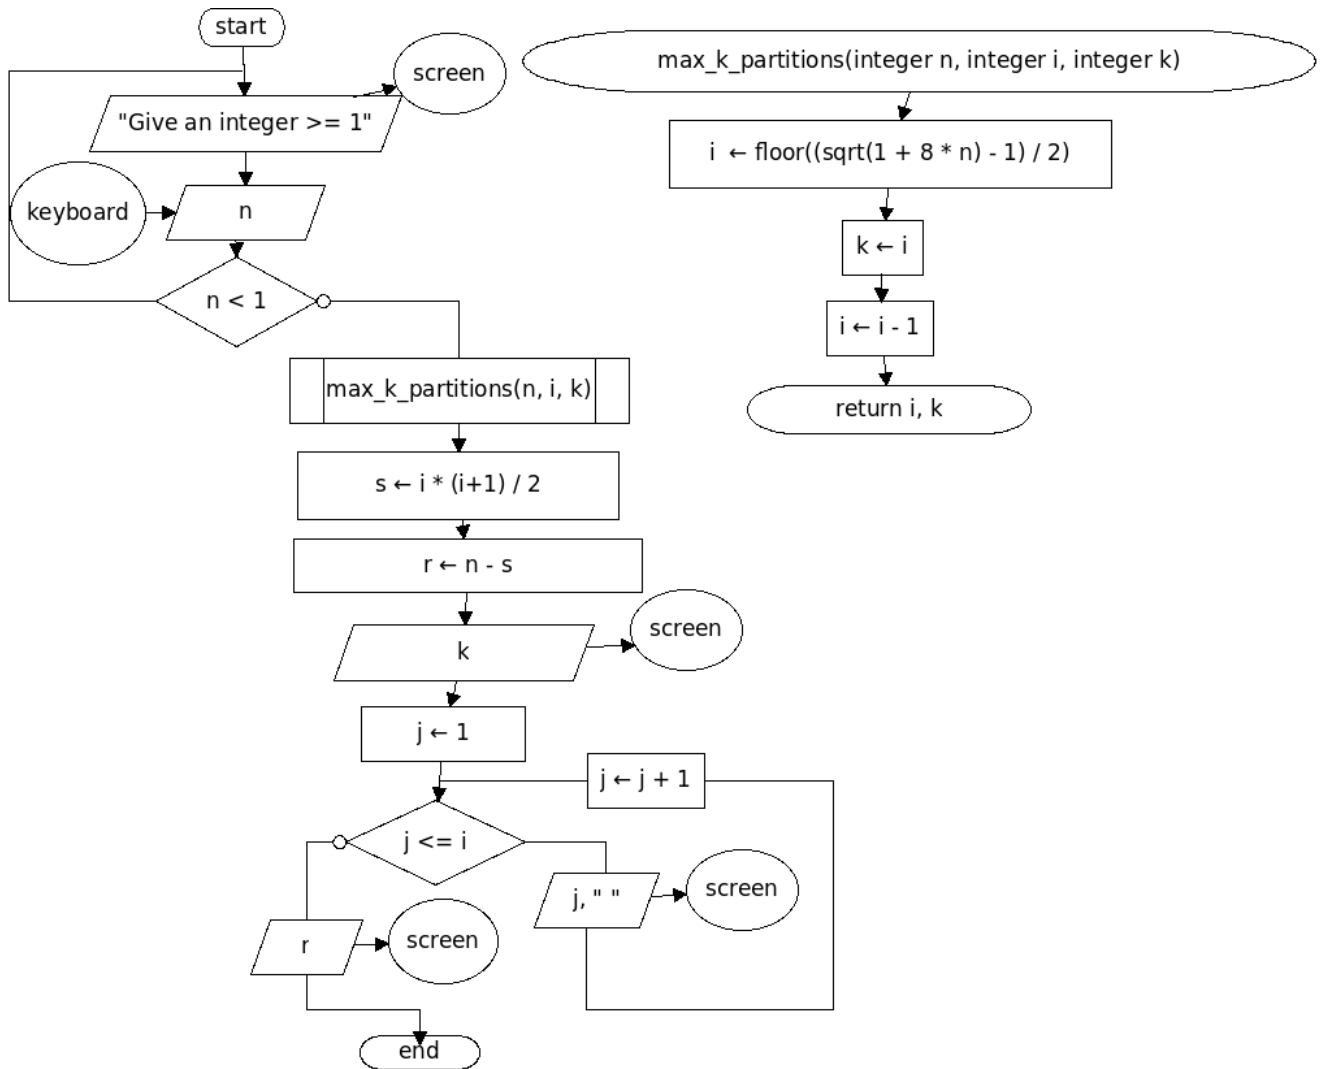 start
screen
"Give an integer >= 1"
keyboard
n
n < 1
max_k_partitions(n, i, k)
s ← i * (i+1) / 2
r ← n - s
k
screen
j ← 1
j ← j + 1
j <= i
j, " "
screen
r
screen
end
max_k_partitions(integer n, integer i, integer k)
i ← floor((sqrt(1 + 8 * n) - 1) / 2)
k ← i
i ← i - 1
return i, k